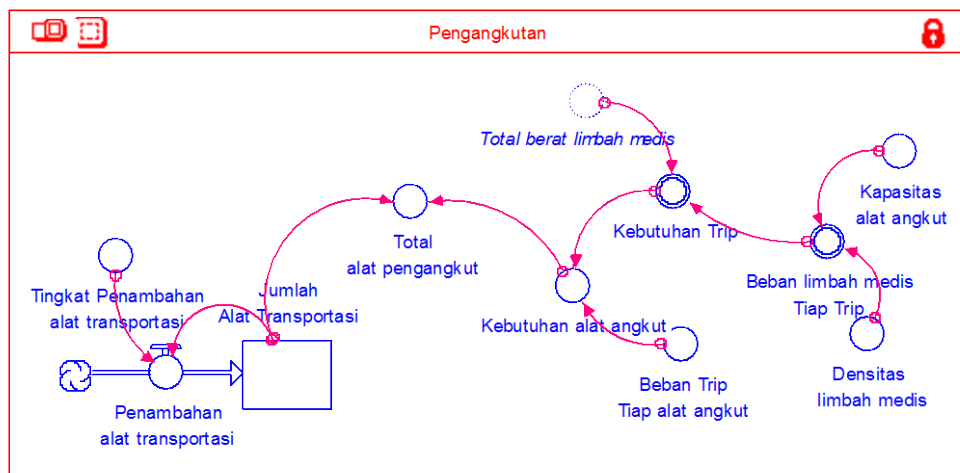 Pengangkutan
Total berat limbah medis
Kapasitas
alat angkut
Kebutuhan Trip
Total
alat pengangkut
Beban limbah medis
Tiap Trip
Tingkat Penambahan
alat transportasi
Jumlah
Alat Transportasi
Kebutuhan alat angkut
Beban Trip
Tiap alat angkut
Densitas
limbah medis
Penambahan
alat transportasi